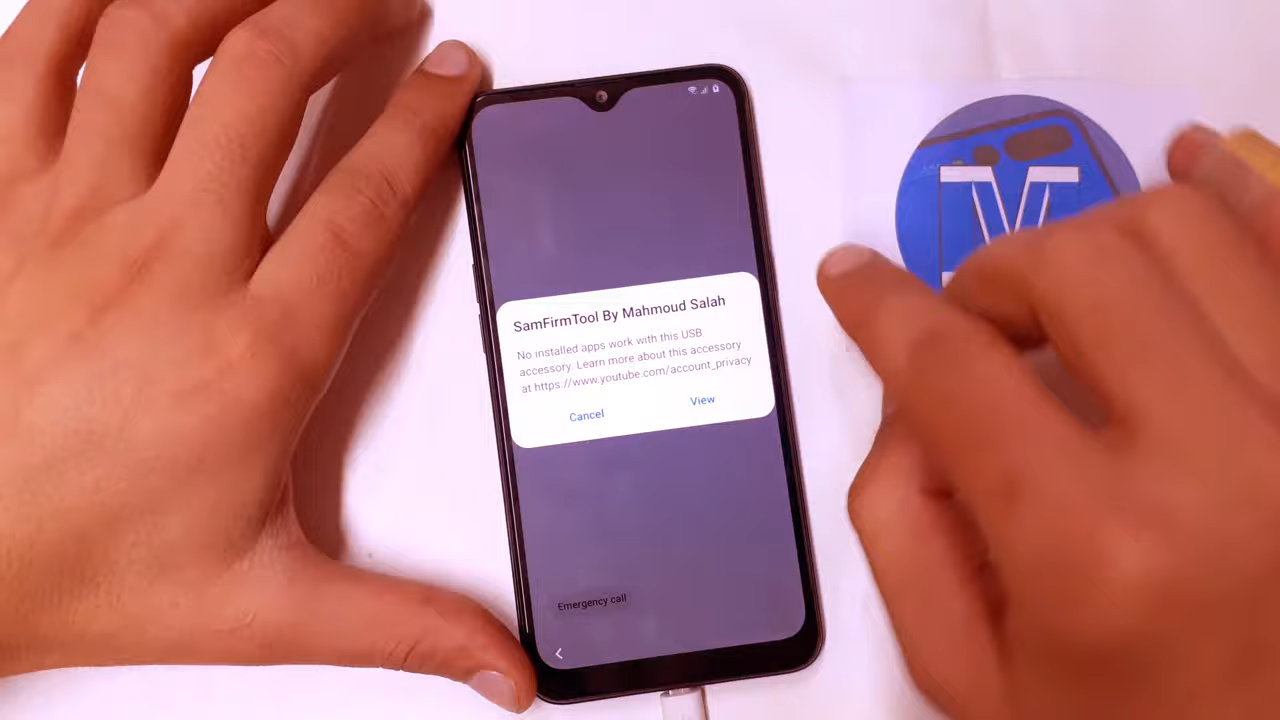 SamFirmTool By Mahmoud Salah
No installed apps work with this USB
accessory. Learn more about this accessory
at https://www.youtube.com/account_privacy
Cancel
View
Emergency call